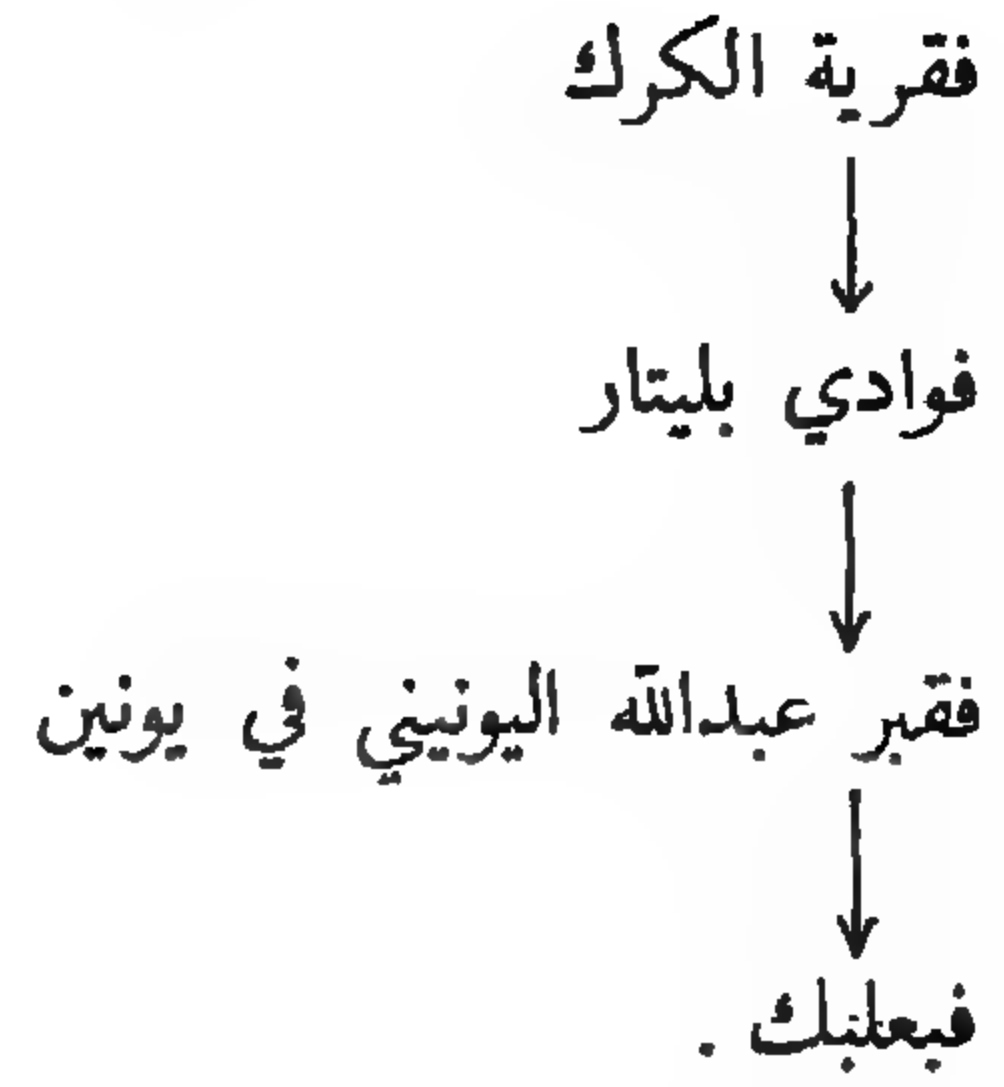 فقرية الكرك
فوادي بليتار
فقبر عبدالله اليونيني في يونين
فبعلبك .